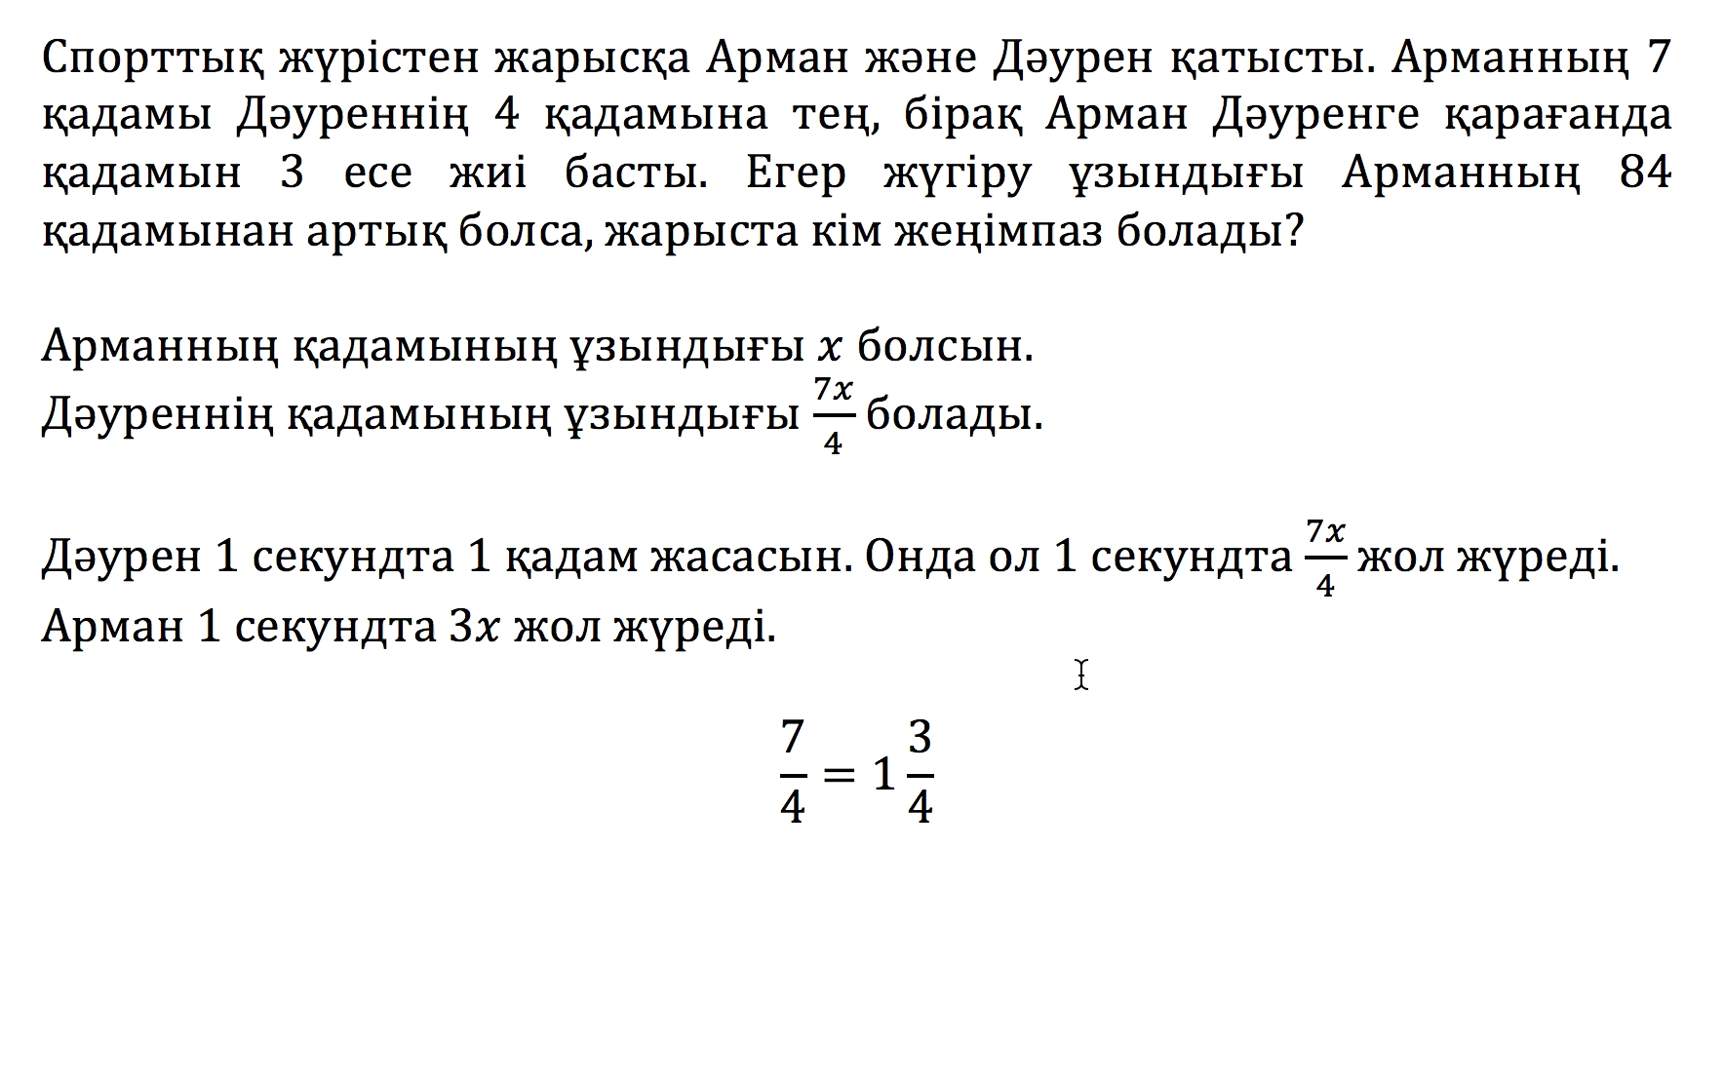 Спорттық жүрістен жарысқа Арман және Дәурен қатысты. Арманның 7
қадамы Дәуреннің 4 қадамына тең, бірақ Арман Дәуренге қарағанда
қадамын 3 есе жиі басты. Егер жүгіру ұзындығы Арманның 84
қадамынан артық болса, жарыста кім жеңімпаз болады?
Арманның қадамының ұзындығы x болсын.
Дәуреннің қадамының ұзындығы 7x/4 болады.
Дәурен 1 секундта 1 қадам жасасын. Онда ол 1 секундта 7x/4 жол жүреді.
Арман 1 секундта 3x жол жүреді.
7/4 = 1 3/4